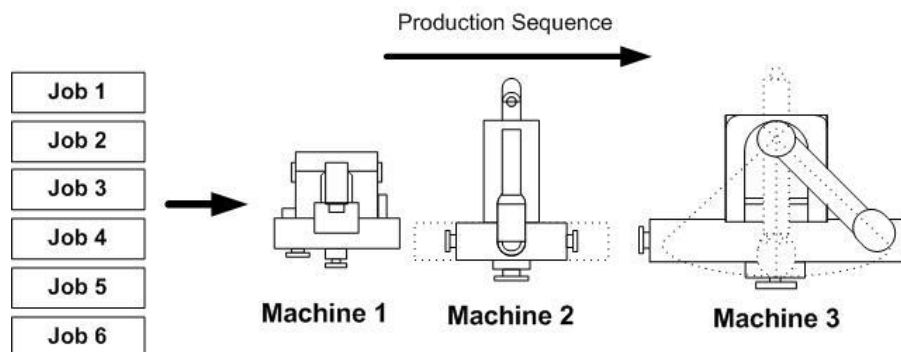 Production Sequence
Job 1
Job 2
Job 3
Job 4
Job 5
Job 6
Machine 1
Machine 2
Machine 3